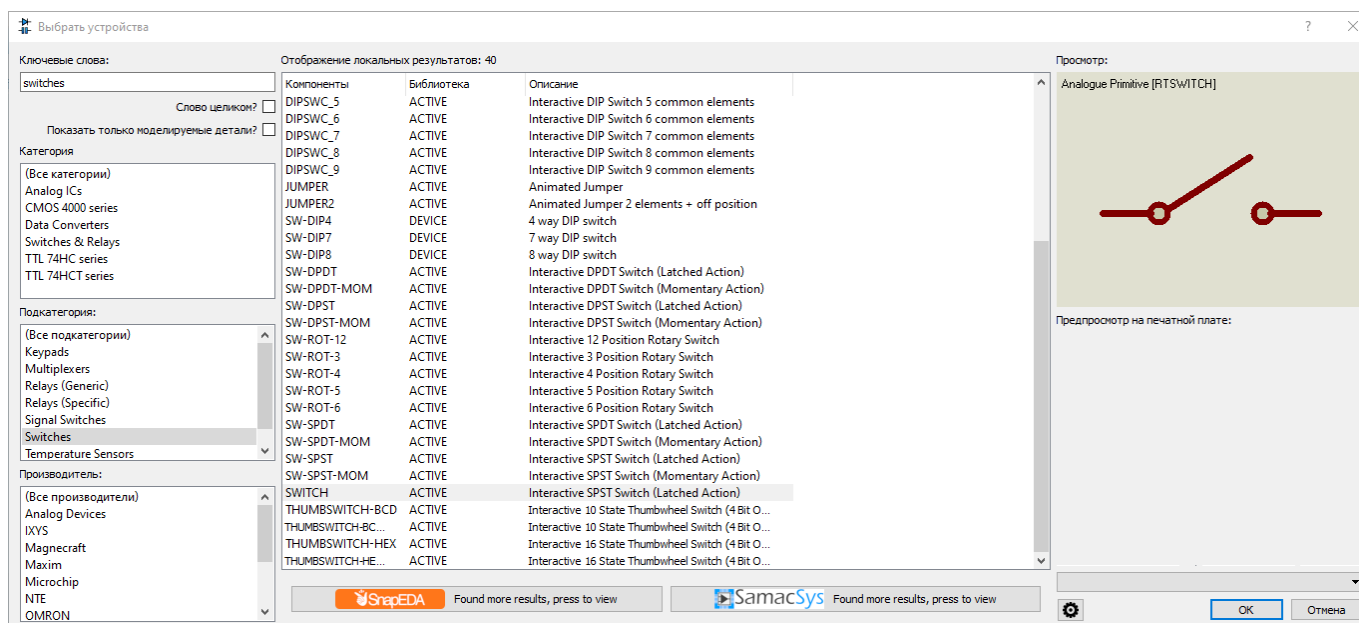 Выбрать устройства
?
Ключевые слова:
switches
Слово целиком?
Показать только моделируемые детали?
Категория
(Все категории)
Analog ICs
CMOS 4000 series
Data Converters
Switches & Relays
TTL 74HC series
TTL 74HCT series
Подкатегория:
(Все подкатегории)
Keypads
Multiplexers
Relays (Generic)
Relays (Specific)
Signal Switches
Switches
Temperature Sensors
Производитель:
(Все производители)
Analog Devices
IXYS
Magnecraft
Maxim
Microchip
NTE
OMRON
Отображение локальных результатов: 40
Компоненты Библиотека Описание
DIPSWC_5 ACTIVE Interactive DIP Switch 5 common elements
DIPSWC_6 ACTIVE Interactive DIP Switch 6 common elements
DIPSWC_7 ACTIVE Interactive DIP Switch 7 common elements
DIPSWC_8 ACTIVE Interactive DIP Switch 8 common elements
DIPSWC_9 ACTIVE Interactive DIP Switch 9 common elements
JUMPER ACTIVE Animated Jumper
JUMPER2 ACTIVE Animated Jumper 2 elements + off position
SW-DIP4 DEVICE 4 way DIP switch
SW-DIP7 DEVICE 7 way DIP switch
SW-DIP8 DEVICE 8 way DIP switch
SW-DPDT ACTIVE Interactive DPDT Switch (Latched Action)
SW-DPDT-MOM ACTIVE Interactive DPDT Switch (Momentary Action)
SW-DPST ACTIVE Interactive DPST Switch (Latched Action)
SW-DPST-MOM ACTIVE Interactive DPST Switch (Momentary Action)
SW-ROT-12 ACTIVE Interactive 12 Position Rotary Switch
SW-ROT-3 ACTIVE Interactive 3 Position Rotary Switch
SW-ROT-4 ACTIVE Interactive 4 Position Rotary Switch
SW-ROT-5 ACTIVE Interactive 5 Position Rotary Switch
SW-ROT-6 ACTIVE Interactive 6 Position Rotary Switch
SW-SPDT ACTIVE Interactive SPDT Switch (Latched Action)
SW-SPDT-MOM ACTIVE Interactive SPDT Switch (Momentary Action)
SW-SPST ACTIVE Interactive SPST Switch (Latched Action)
SW-SPST-MOM ACTIVE Interactive SPST Switch (Momentary Action)
SWITCH ACTIVE Interactive SPST Switch (Latched Action)
THUMBSWITCH-BCD ACTIVE Interactive 10 State Thumbwheel Switch (4 Bit O...
THUMBSWITCH-BC... ACTIVE Interactive 10 State Thumbwheel Switch (4 Bit O...
THUMBSWITCH-HEX ACTIVE Interactive 16 State Thumbwheel Switch (4 Bit O...
THUMBSWITCH-HE... ACTIVE Interactive 16 State Thumbwheel Switch (4 Bit O...
SnapEDA Found more results, press to view
SamacSys Found more results, press to view
Просмотр:
Analogue Primitive [RTSWITCH]
Предпросмотр на печатной плате:
OK
Отмена